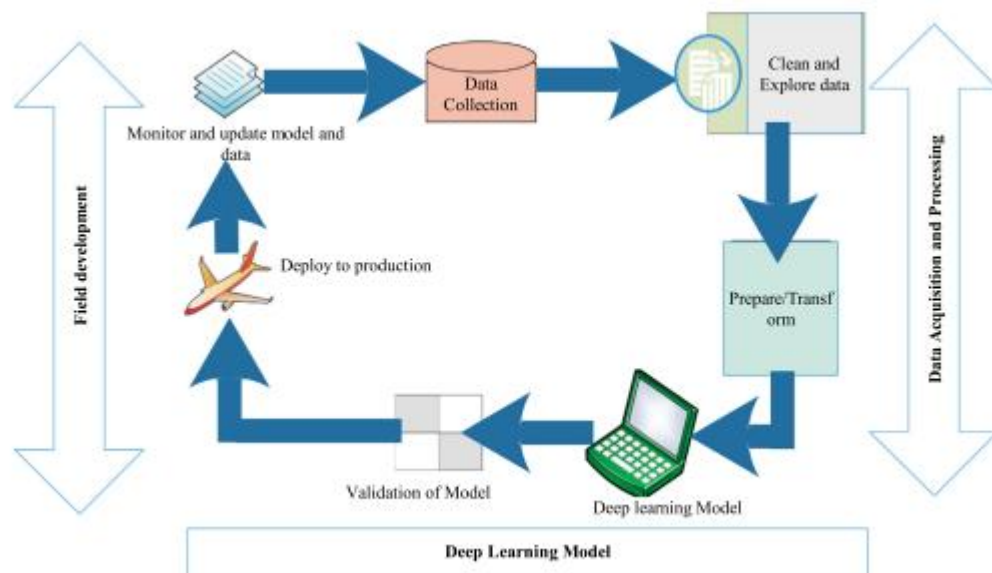 Clean and
Explore data
Data
Collection
Monitor and update model and
data
Field development
Data Acquisition and Processing
Deploy to production
Prepare/Transf
orm
Validation of Model
Deep learning Model
Deep Learning Model